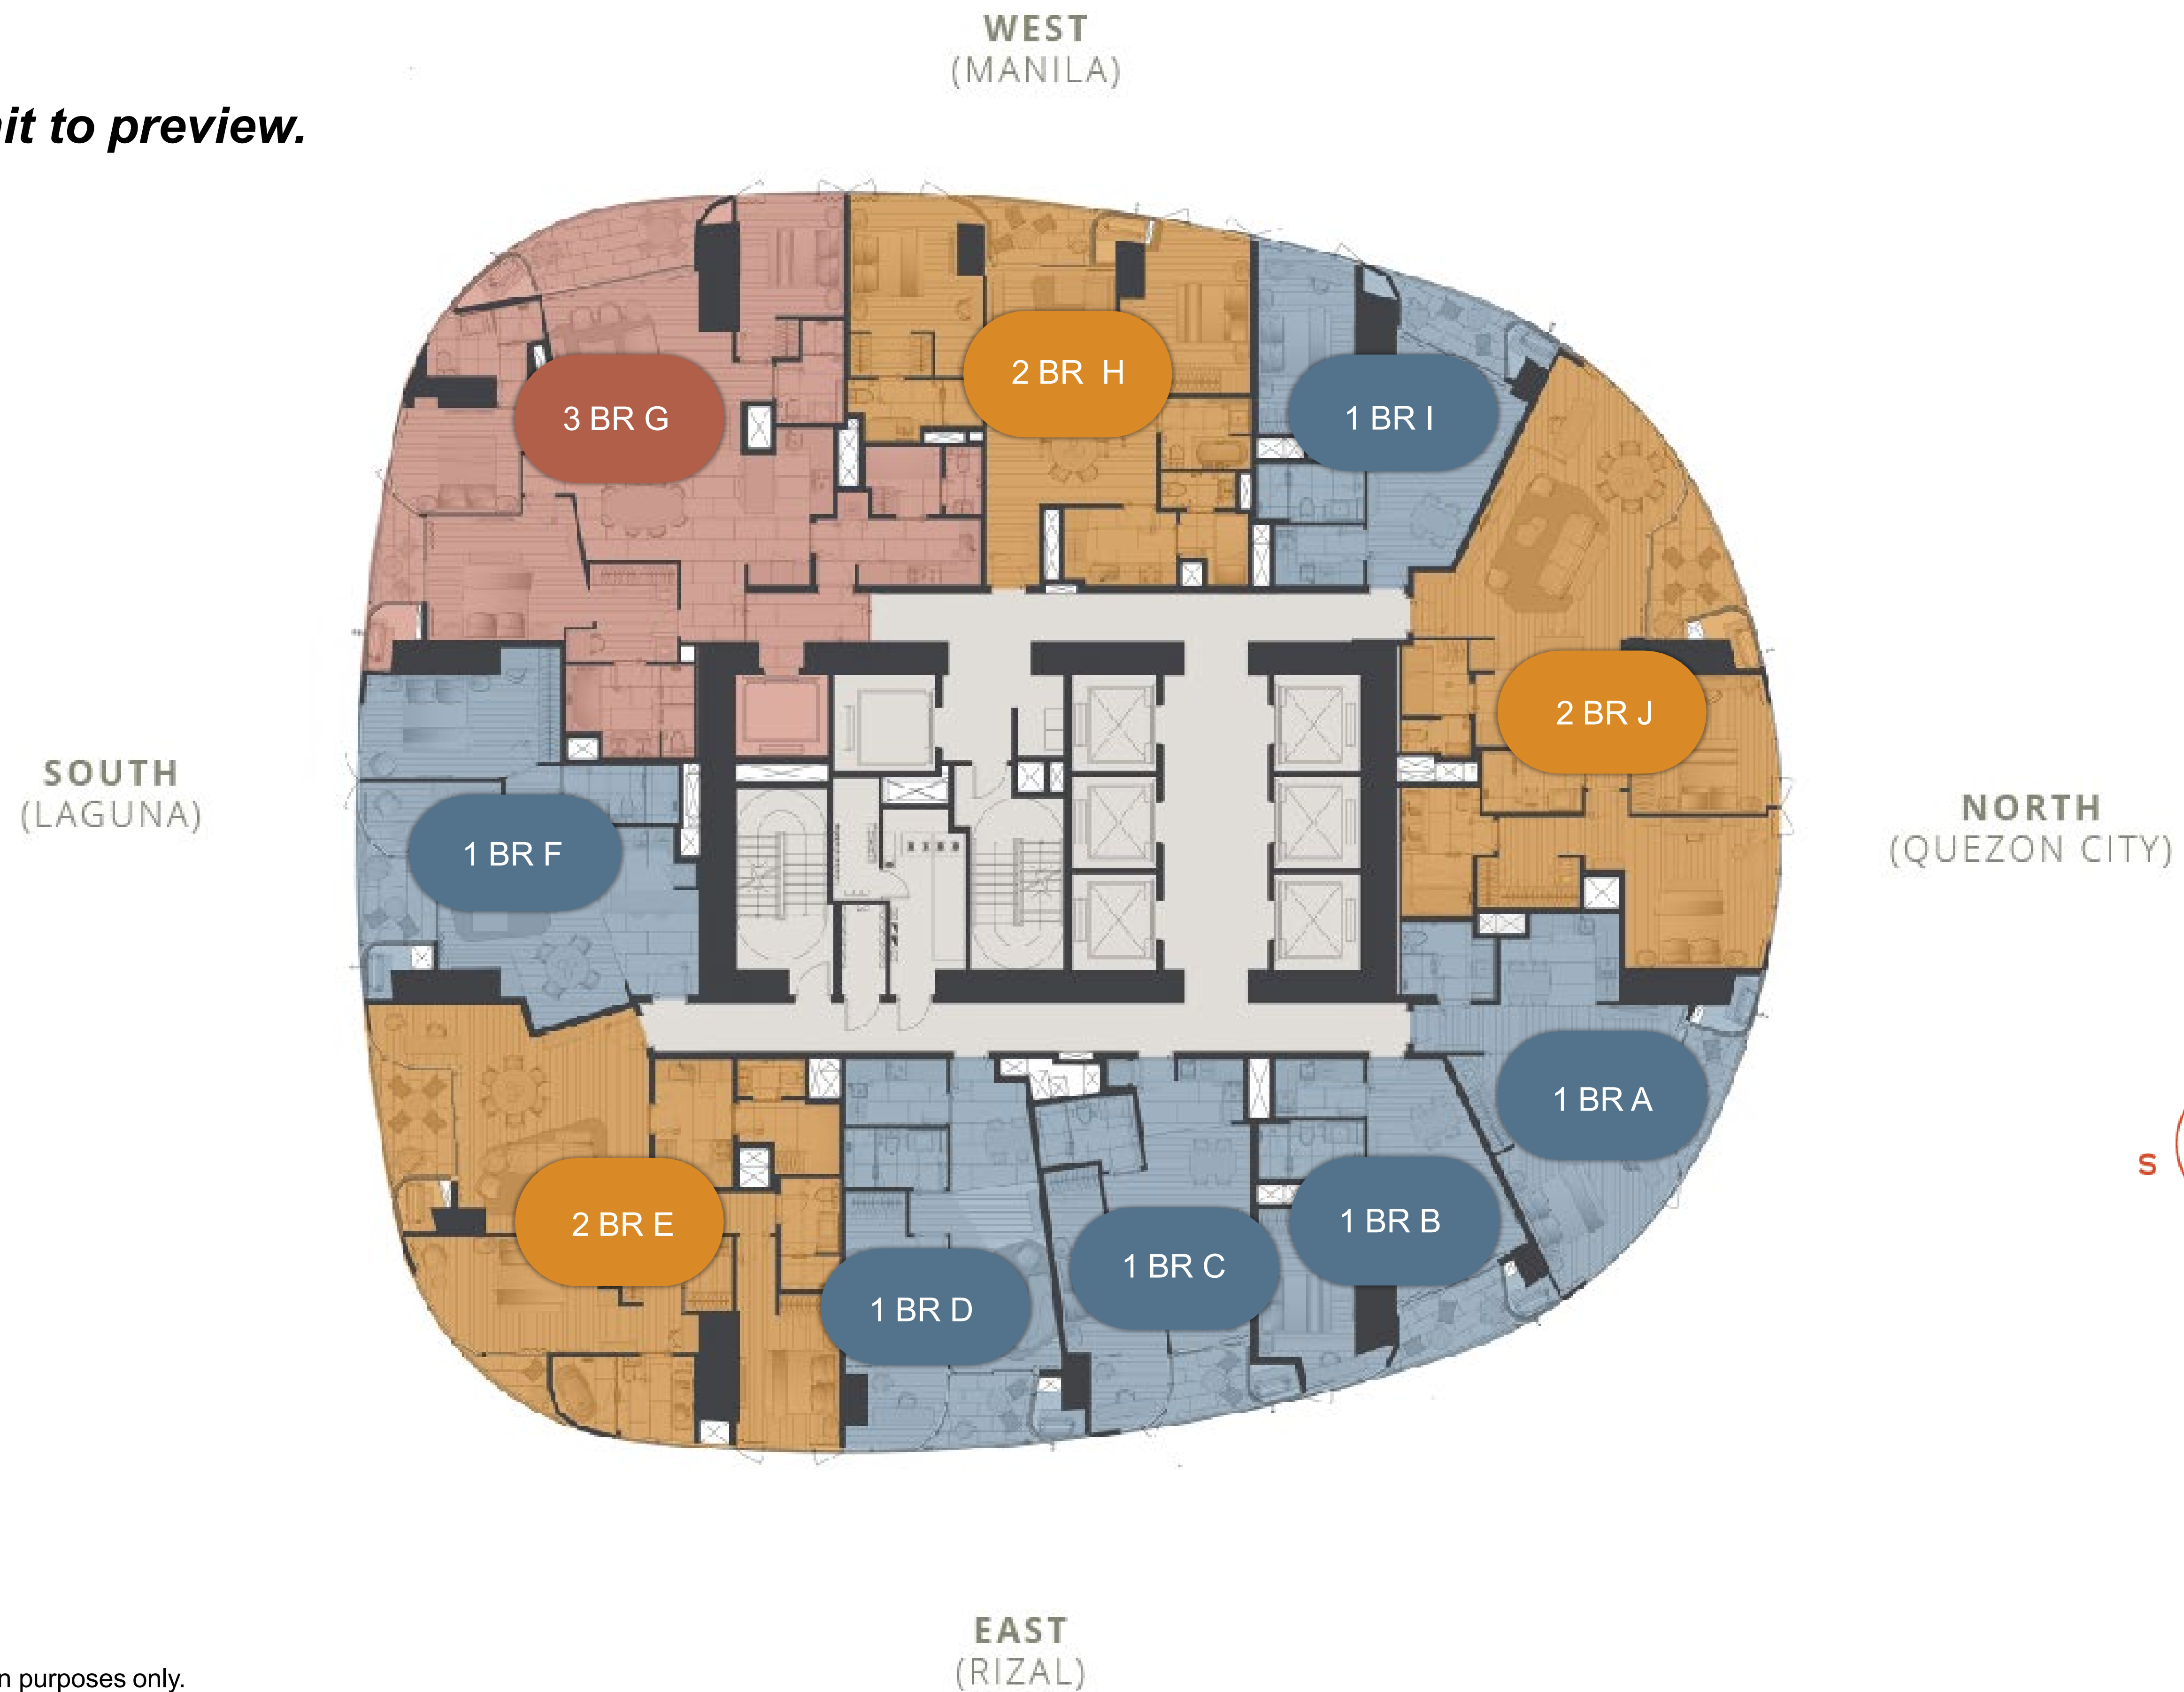 WEST
(MANILA)
it to preview.
3 BR G
2 BR H
1 BR I
2 BR J
SOUTH
(LAGUNA)
1 BR F
NORTH
(QUEZON CITY)
1 BR A
S
2 BR E
1 BR D
1 BR C
1 BR B
EAST
(RIZAL)
n purposes only.